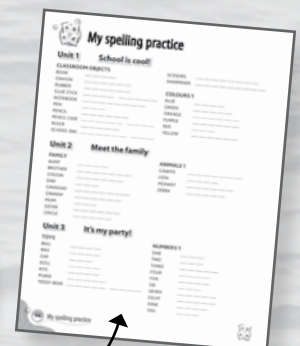 My spelling practice
Unit 1 School is cool!
CLASSROOM OBJECTS
BOOK
CRAYON
RUBBER
GLUE STICK
NOTEBOOK
PEN
PENCIL
PENCIL CASE
RULER
SCHOOL BAG
SCISSORS
SHARPENER
COLOURS 1
BLUE
GREEN
ORANGE
PURPLE
RED
YELLOW
Unit 2 Meet the family
FAMILY
AUNT
BROTHER
COUSIN
DAD
GRANDAD
GRANNY
MUM
SISTER
UNCLE
ANIMALS 1
GIRAFFE
LION
MONKEY
ZEBRA
Unit 3 It's my party!
TOYS
BALL
BIKE
CAR
DOLL
KITE
PLANE
TEDDY BEAR
NUMBERS 1
ONE
TWO
THREE
FOUR
FIVE
SIX
SEVEN
EIGHT
NINE
TEN
My spelling practice